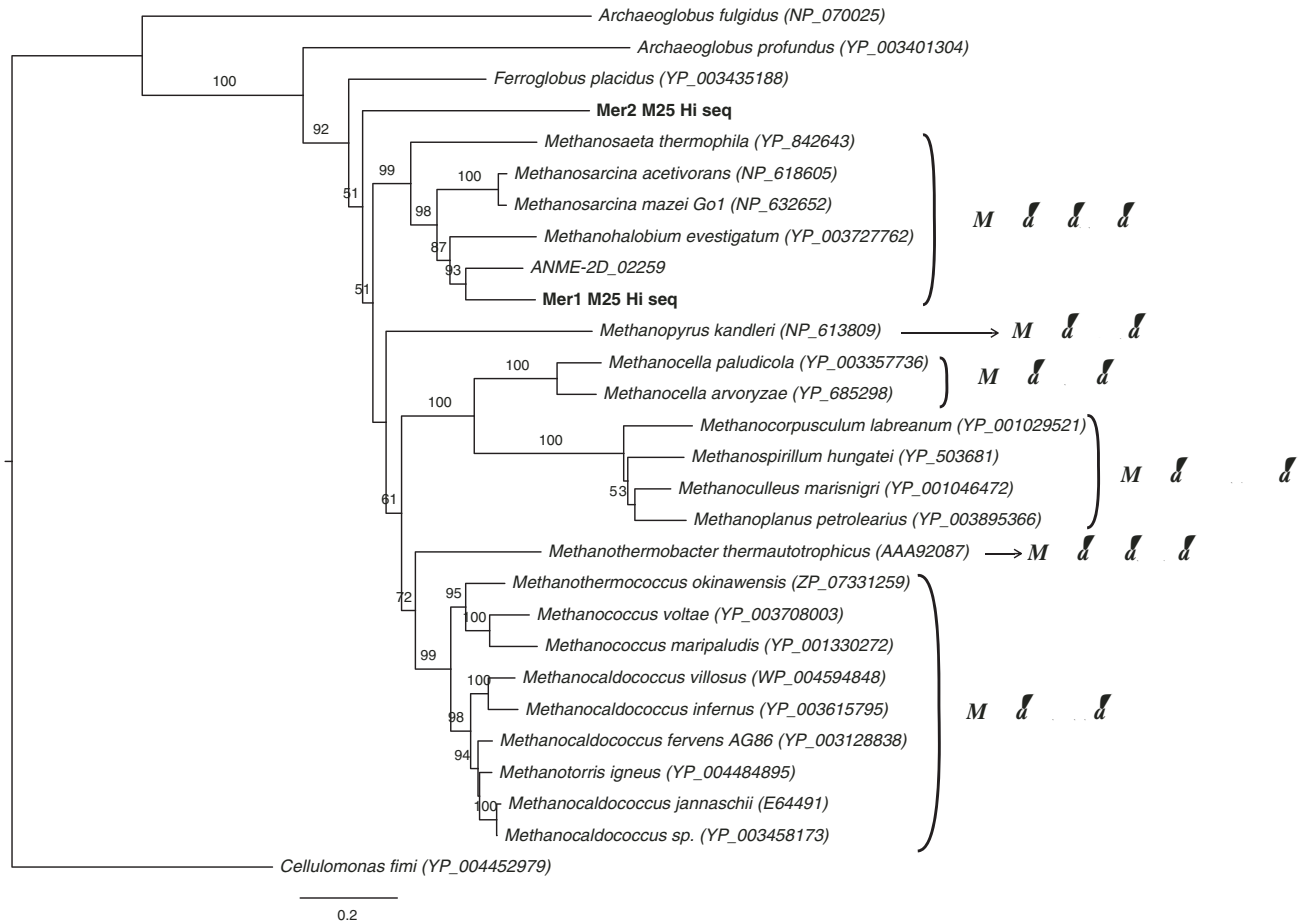 Archaeoglobus fulgidus (NP_070025)
Archaeoglobus profundus (YP_003401304)
100
Ferroglobus placidus (YP_003435188)
92
Mer2 M25 Hi seq
Methanosaeta thermophila (YP_842643)
99
Methanosarcina acetivorans (NP_618605)
100
51
Methanosarcina mazei Go1 (NP_632652)
98
M
Methanohalobium evestigatum (YP_003727762)
87
ANME-2D_02259
93
51
Mer1 M25 Hi seq
Methanopyrus kandleri (NP_613809)
M
Methanocella paludicola (YP_003357736)
100
M
Methanocella arvoryzae (YP_685298)
100
Methanocorpusculum labreanum (YP_001029521)
100
Methanospirillum hungatei (YP_503681)
M
61
53
Methanoculleus marisnigri (YP_001046472)
Methanoplanus petrolearius (YP_003895366)
Methanothermobacter thermautotrophicus (AAA92087)
M
72
Methanothermococcus okinawensis (ZP_07331259)
95
Methanococcus voltae (YP_003708003)
100
Methanococcus maripaludis (YP_001330272)
99
Methanocaldococcus villosus (WP_004594848)
100
Methanocaldococcus infernus (YP_003615795)
M
98
Methanocaldococcus fervens AG86 (YP_003128838)
94
Methanotorris igneus (YP_004484895)
Methanocaldococcus jannaschii (E64491)
100
Methanocaldococcus sp. (YP_003458173)
Cellulomonas fimi (YP_004452979)
0.2